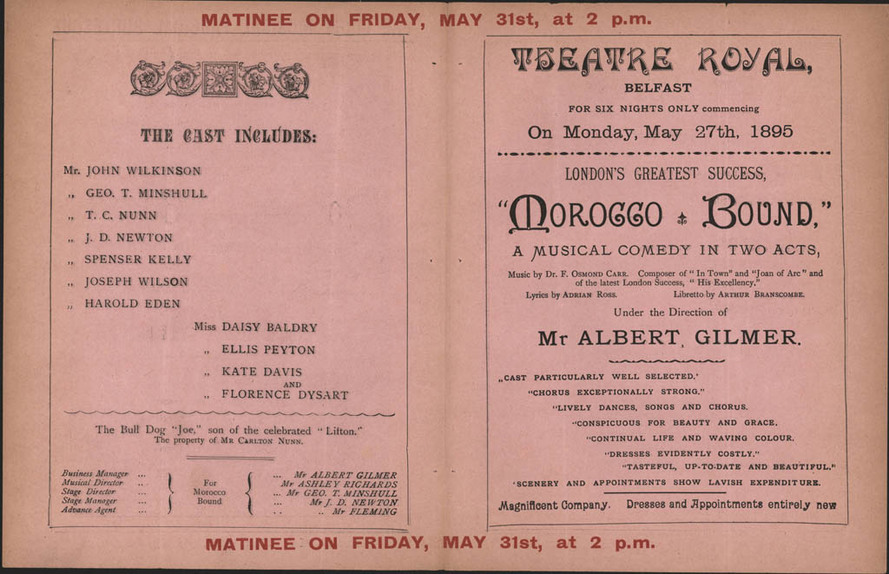 MATINEE ON FRIDAY, MAY 31st, at 2 p.m.
THE CAST INCLUDES:
Mr. JOHN WILKINSON
„ GEO. T. MINSHULL
„ T. C. NUNN
„ J. D. NEWTON
„ SPENSER KELLY
„ JOSEPH WILSON
„ HAROLD EDEN
Miss DAISY BALDRY
„ ELLIS PEYTON
„ KATE DAVIS
AND
„ FLORENCE DYSART
The Bull Dog "Joe," son of the celebrated "Lifton."
The property of MR CARLTON NUNN.
Business Manager ... ... Mr ALBERT GILMER
Musical Director .. For Mr ASHLEY RICHARDS
Stage Director ... Morocco ... Mr GEO. T. MINSHULL
Stage Manager ... Bound ... Mr J. D. NEWTON
Advance Agent ... .. .. Mr FLEMING
THEATRE ROYAL,
BELFAST
FOR SIX NIGHTS ONLY commencing
On Monday, May 27th, 1895
LONDON'S GREATEST SUCCESS,
"MOROCCO BOUND,"
A MUSICAL COMEDY IN TWO ACTS,
Music by Dr. F. OSMOND CARR. Composer of "In Town" and "Joan of Arc" and
of the latest London Success, "His Excellency,"
Lyrics by ADRIAN ROSS. Libretto by ARTHUR BRANSCOMBE.
Under the Direction of
Mr ALBERT GILMER.
„CAST PARTICULARLY WELL SELECTED.'
"CHORUS EXCEPTIONALLY STRONG."
"LIVELY DANCES, SONGS AND CHORUS.
"CONSPICUOUS FOR BEAUTY AND GRACE.
"CONTINUAL LIFE AND WAVING COLOUR.
"DRESSES EVIDENTLY COSTLY."
"TASTEFUL, UP-TO-DATE AND BEAUTIFUL."
'SCENERY AND APPOINTMENTS SHOW LAVISH EXPENDITURE.
Magnificent Company. Dresses and Appointments entirely new
MATINEE ON FRIDAY, MAY 31st, at 2 p.m.